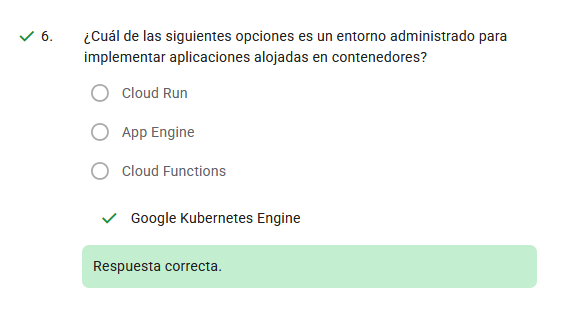 6. ¿Cuál de las siguientes opciones es un entorno administrado para
implementar aplicaciones alojadas en contenedores?
Cloud Run
App Engine
Cloud Functions
Google Kubernetes Engine
Respuesta correcta.